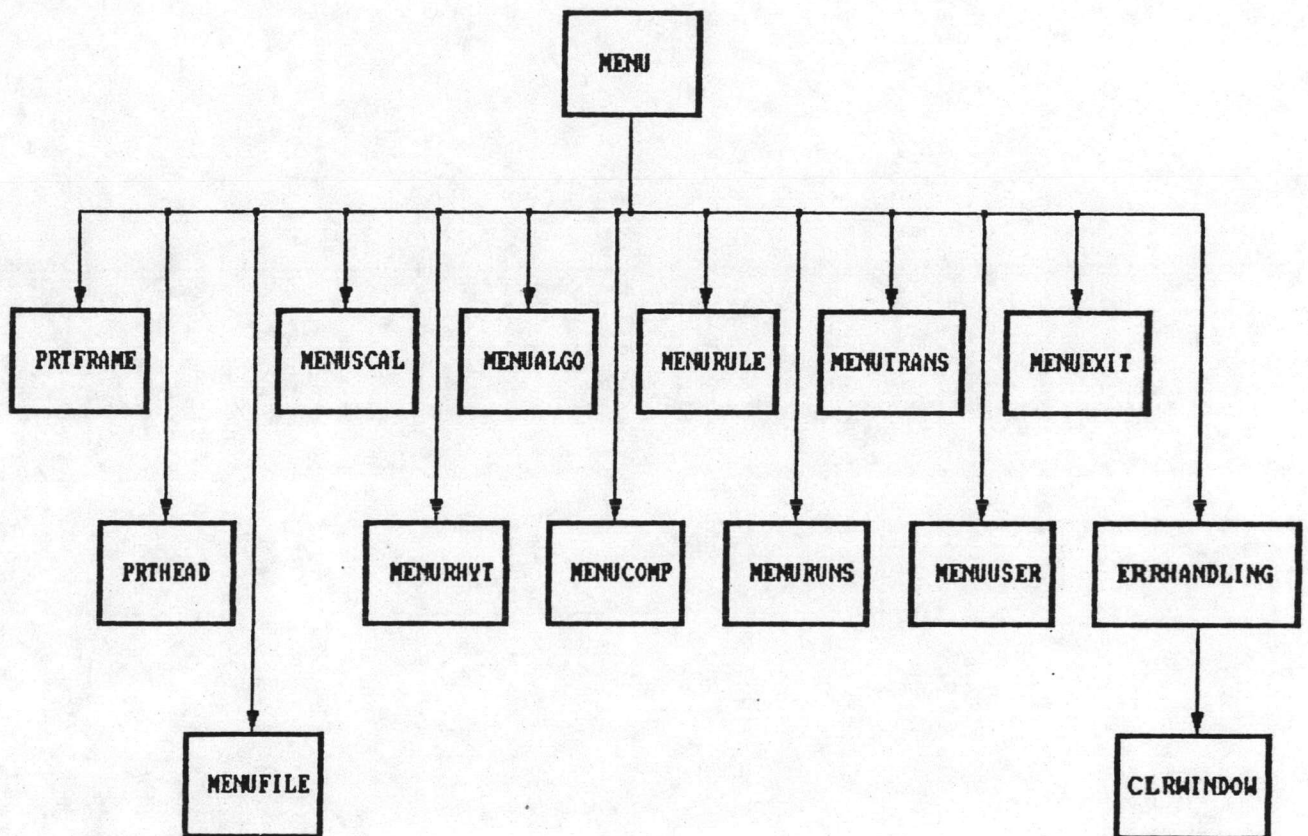 MENU
PRTFRAME
MENUSCAL
MENUALGO
MENURULE
MENUTRANS
MENUEXIT
PRTHEAD
MENURHYT
MENUCOMP
MENURUNS
MENUUSER
ERRHANDLING
MENUFILE
CLRWINDOW